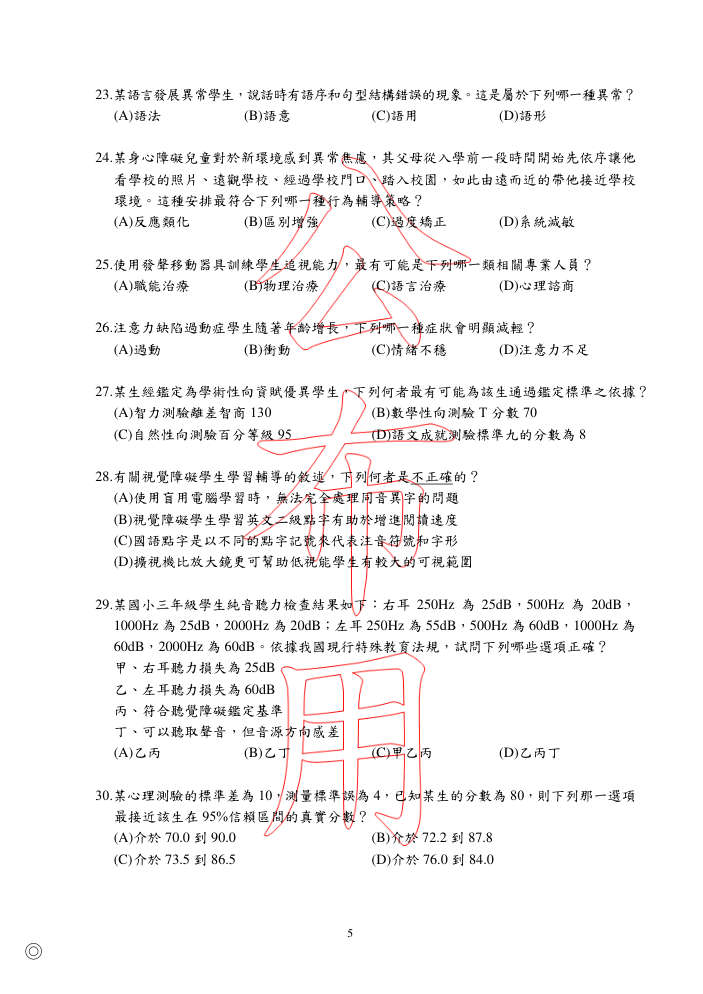 23.某語言發展異常學生，說話時有語序和句型結構錯誤的現象。這是屬於下列哪一種異常？
(A)語法 (B)語意 (C)語用 (D)語形
24.某身心障礙兒童對於新環境感到異常焦慮，其父母從入學前一段時間開始先依序讓他
看學校的照片、遠觀學校、經過學校門口、踏入校園，如此由遠而近的帶他接近學校
環境。這種安排最符合下列哪一種行為輔導策略？
(A)反應類化 (B)區別增強 (C)過度矯正 (D)系統減敏
25.使用發聲移動器具訓練學生追視能力，最有可能是下列哪一類相關專業人員？
(A)職能治療 (B)物理治療 (C)語言治療 (D)心理諮商
26.注意力缺陷過動症學生隨著年齡增長，下列哪一種症狀會明顯減輕？
(A)過動 (B)衝動 (C)情緒不穩 (D)注意力不足
27.某生經鑑定為學術性向資賦優異學生，下列何者最有可能為該生通過鑑定標準之依據？
(A)智力測驗離差智商 130 (B)數學性向測驗 T 分數 70
(C)自然性向測驗百分等級 95 (D)語文成就測驗標準九的分數為 8
28.有關視覺障礙學生學習輔導的敘述，下列何者是不正確的？
(A)使用盲用電腦學習時，無法完全處理同音異字的問題
(B)視覺障礙學生學習英文二級點字有助於增進閱讀速度
(C)國語點字是以不同的點字記號來代表注音符號和字形
(D)擴視機比放大鏡更可幫助低視能學生有較大的可視範圍
29.某國小三年級學生純音聽力檢查結果如下：右耳 250Hz 為 25dB，500Hz 為 20dB，
1000Hz 為 25dB，2000Hz 為 20dB；左耳 250Hz 為 55dB，500Hz 為 60dB，1000Hz 為
60dB，2000Hz 為 60dB。依據我國現行特殊教育法規，試問下列哪些選項正確？
甲、右耳聽力損失為 25dB
乙、左耳聽力損失為 60dB
丙、符合聽覺障礙鑑定基準
丁、可以聽取聲音，但音源方向感差
(A)乙丙 (B)乙丁 (C)甲乙丙 (D)乙丙丁
30.某心理測驗的標準差為 10，測量標準誤為 4，已知某生的分數為 80，則下列那一選項
最接近該生在 95%信賴區間的真實分數？
(A)介於 70.0 到 90.0 (B)介於 72.2 到 87.8
(C)介於 73.5 到 86.5 (D)介於 76.0 到 84.0
公布用
5